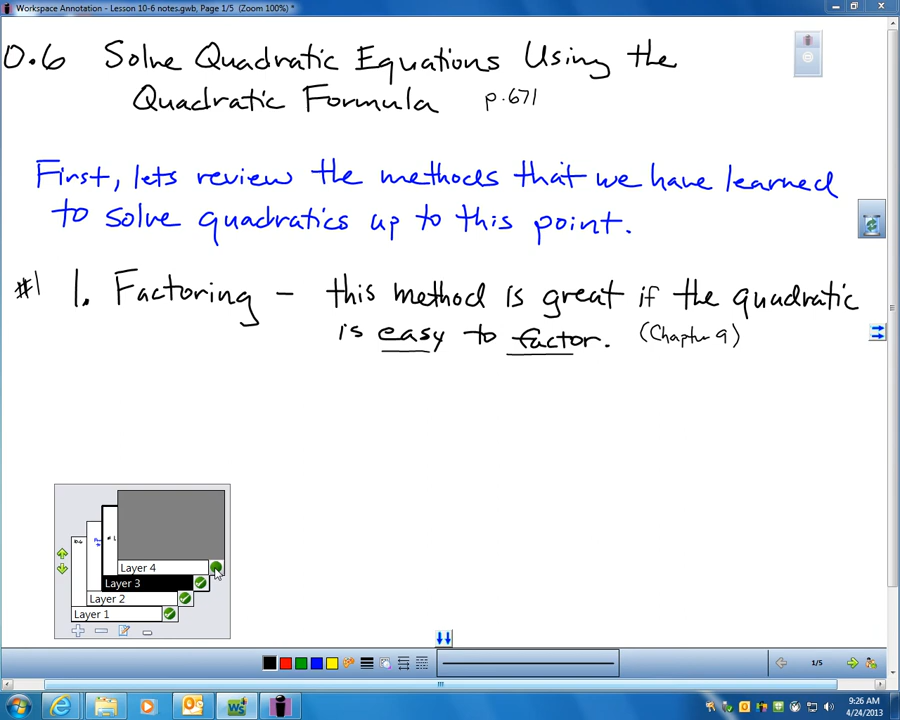 Workspace Annotation - Lesson 10-6 notes.gwb, Page 1/5 (Zoom 100%) *
0.6 Solve Quadratic Equations Using the
Quadratic Formula p.671
First, lets review the methods that we have learned
to solve quadratics up to this point.
#1 1. Factoring - this method is great if the quadratic
is easy to factor. (Chapter 9)
Layer 4
Layer 3
Layer 2
Layer 1
1/5
9:26 AM
4/24/2013